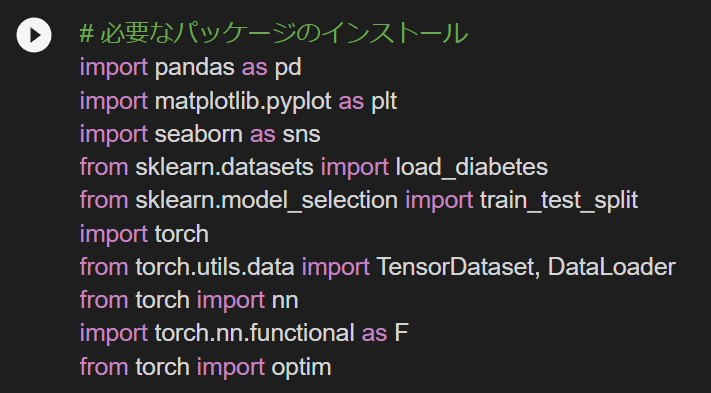 # 必要なパッケージのインストール
import pandas as pd
import matplotlib.pyplot as plt
import seaborn as sns
from sklearn.datasets import load_diabetes
from sklearn.model_selection import train_test_split
import torch
from torch.utils.data import TensorDataset, DataLoader
from torch import nn
import torch.nn.functional as F
from torch import optim